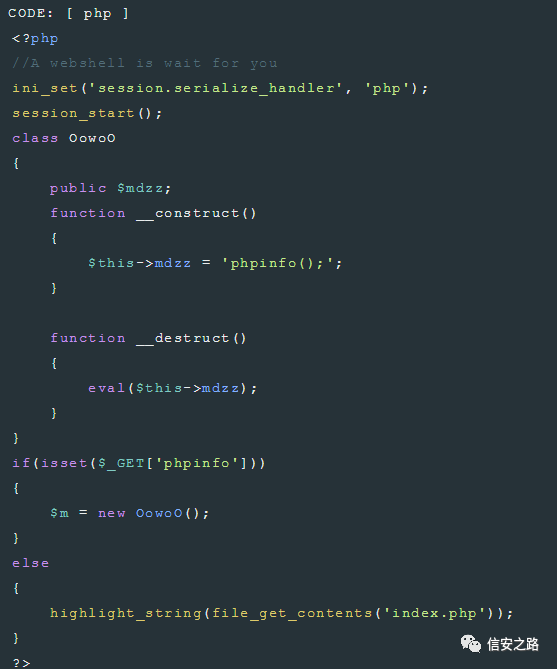 CODE: [ php ]
<?php
//A webshell is wait for you
ini_set('session.serialize_handler', 'php');
session_start();
class OowoO
{
    public $mdzz;
    function __construct()
    {
        $this->mdzz = 'phpinfo();';
    }

    function __destruct()
    {
        eval($this->mdzz);
    }
}
if(isset($_GET['phpinfo']))
{
    $m = new OowoO();
}
else
{
    highlight_string(file_get_contents('index.php'));
}
?>
信安之路